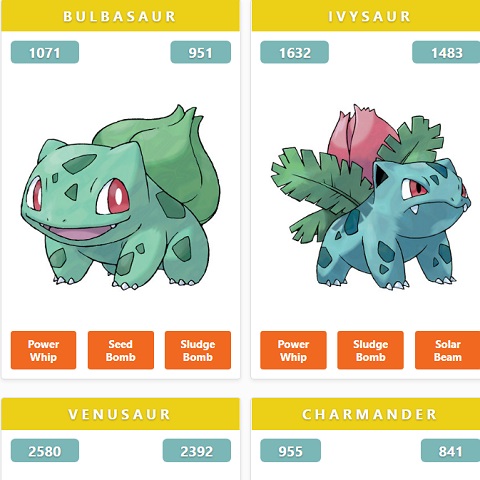 BULBASAUR
1071 951
Power Whip
Seed Bomb
Sludge Bomb
IVYSAUR
1632 1483
Power Whip
Sludge Bomb
Solar Beam
VENUSAUR
2580 2392
CHARMANDER
955 841